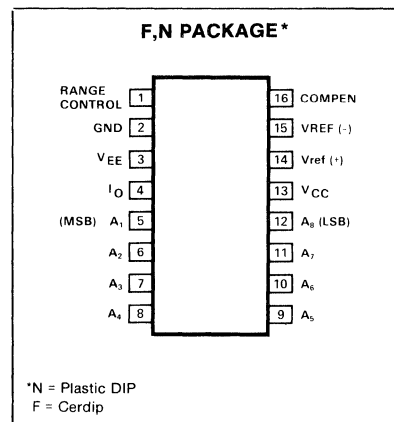 F,N PACKAGE*
RANGE CONTROL 1
GND 2
VEE 3
IO 4
(MSB) A1 5
A2 6
A3 7
A4 8
16 COMPEN
15 VREF (-)
14 Vref (+)
13 VCC
12 A8 (LSB)
11 A7
10 A6
9 A5
*N = Plastic DIP
F = Cerdip